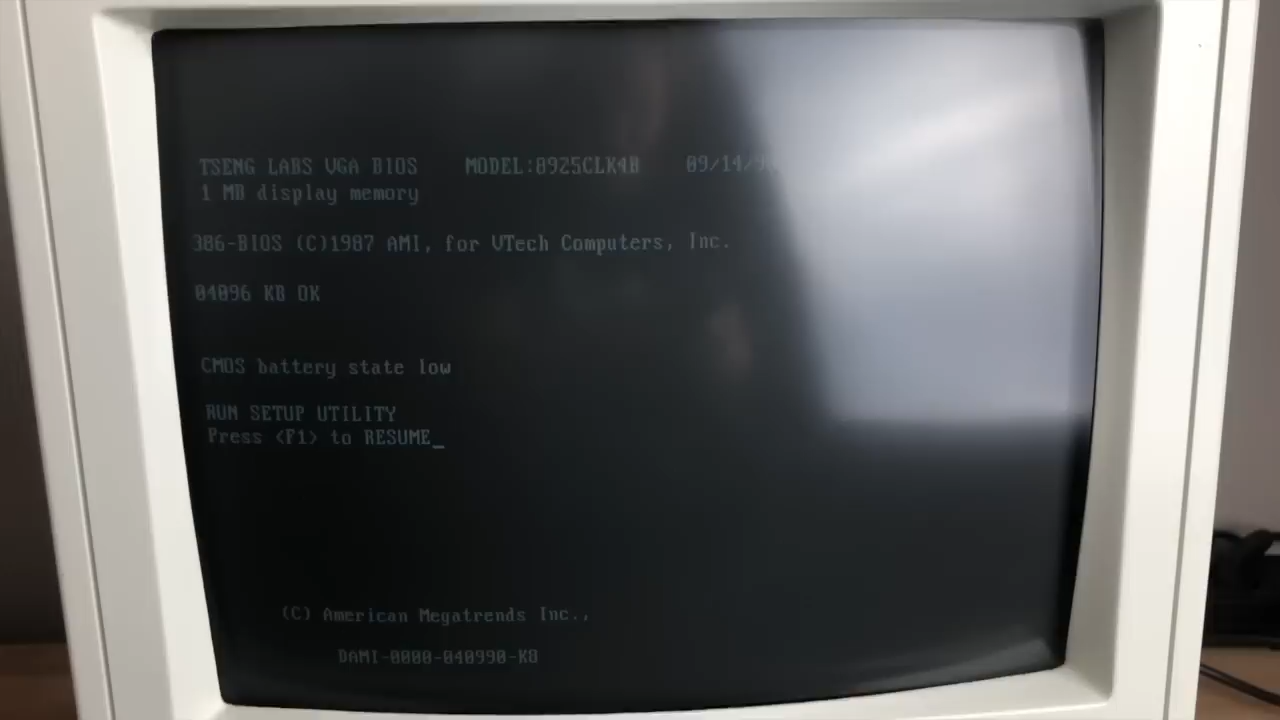 TSENG LABS VGA BIOS MODEL:8925CLK4B
1 MB display memory
386-BIOS (C)1987 AMI, for VTech Computers, Inc.
04096 KB OK
CMOS battery state low
RUN SETUP UTILITY
Press <F1> to RESUME_
(C) American Megatrends Inc.,
DAMI-0000-040990-K8